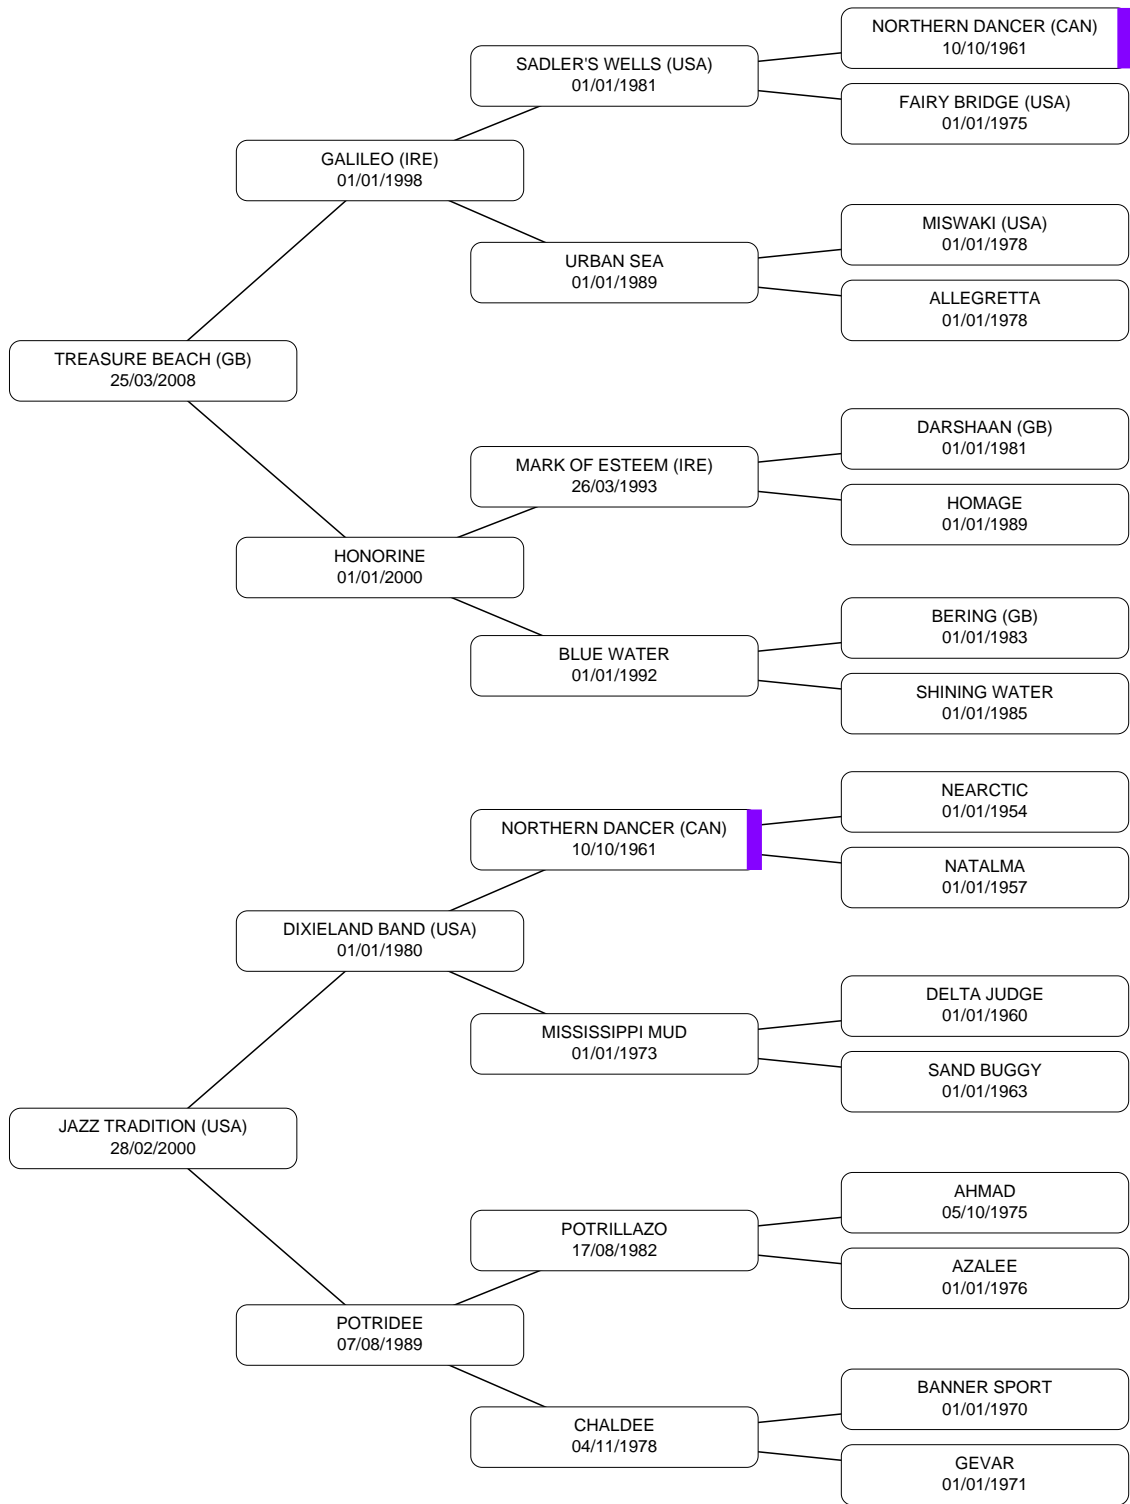 NORTHERN DANCER (CAN)
10/10/1961
SADLER'S WELLS (USA)
01/01/1981
FAIRY BRIDGE (USA)
01/01/1975
GALILEO (IRE)
01/01/1998
MISWAKI (USA)
01/01/1978
URBAN SEA
01/01/1989
ALLEGRETTA
01/01/1978
TREASURE BEACH (GB)
25/03/2008
DARSHAAN (GB)
01/01/1981
MARK OF ESTEEM (IRE)
26/03/1993
HOMAGE
01/01/1989
HONORINE
01/01/2000
BERING (GB)
01/01/1983
BLUE WATER
01/01/1992
SHINING WATER
01/01/1985
NEARCTIC
01/01/1954
NORTHERN DANCER (CAN)
10/10/1961
NATALMA
01/01/1957
DIXIELAND BAND (USA)
01/01/1980
DELTA JUDGE
01/01/1960
MISSISSIPPI MUD
01/01/1973
SAND BUGGY
01/01/1963
JAZZ TRADITION (USA)
28/02/2000
AHMAD
05/10/1975
POTRILLAZO
17/08/1982
AZALEE
01/01/1976
POTRIDEE
07/08/1989
BANNER SPORT
01/01/1970
CHALDEE
04/11/1978
GEVAR
01/01/1971